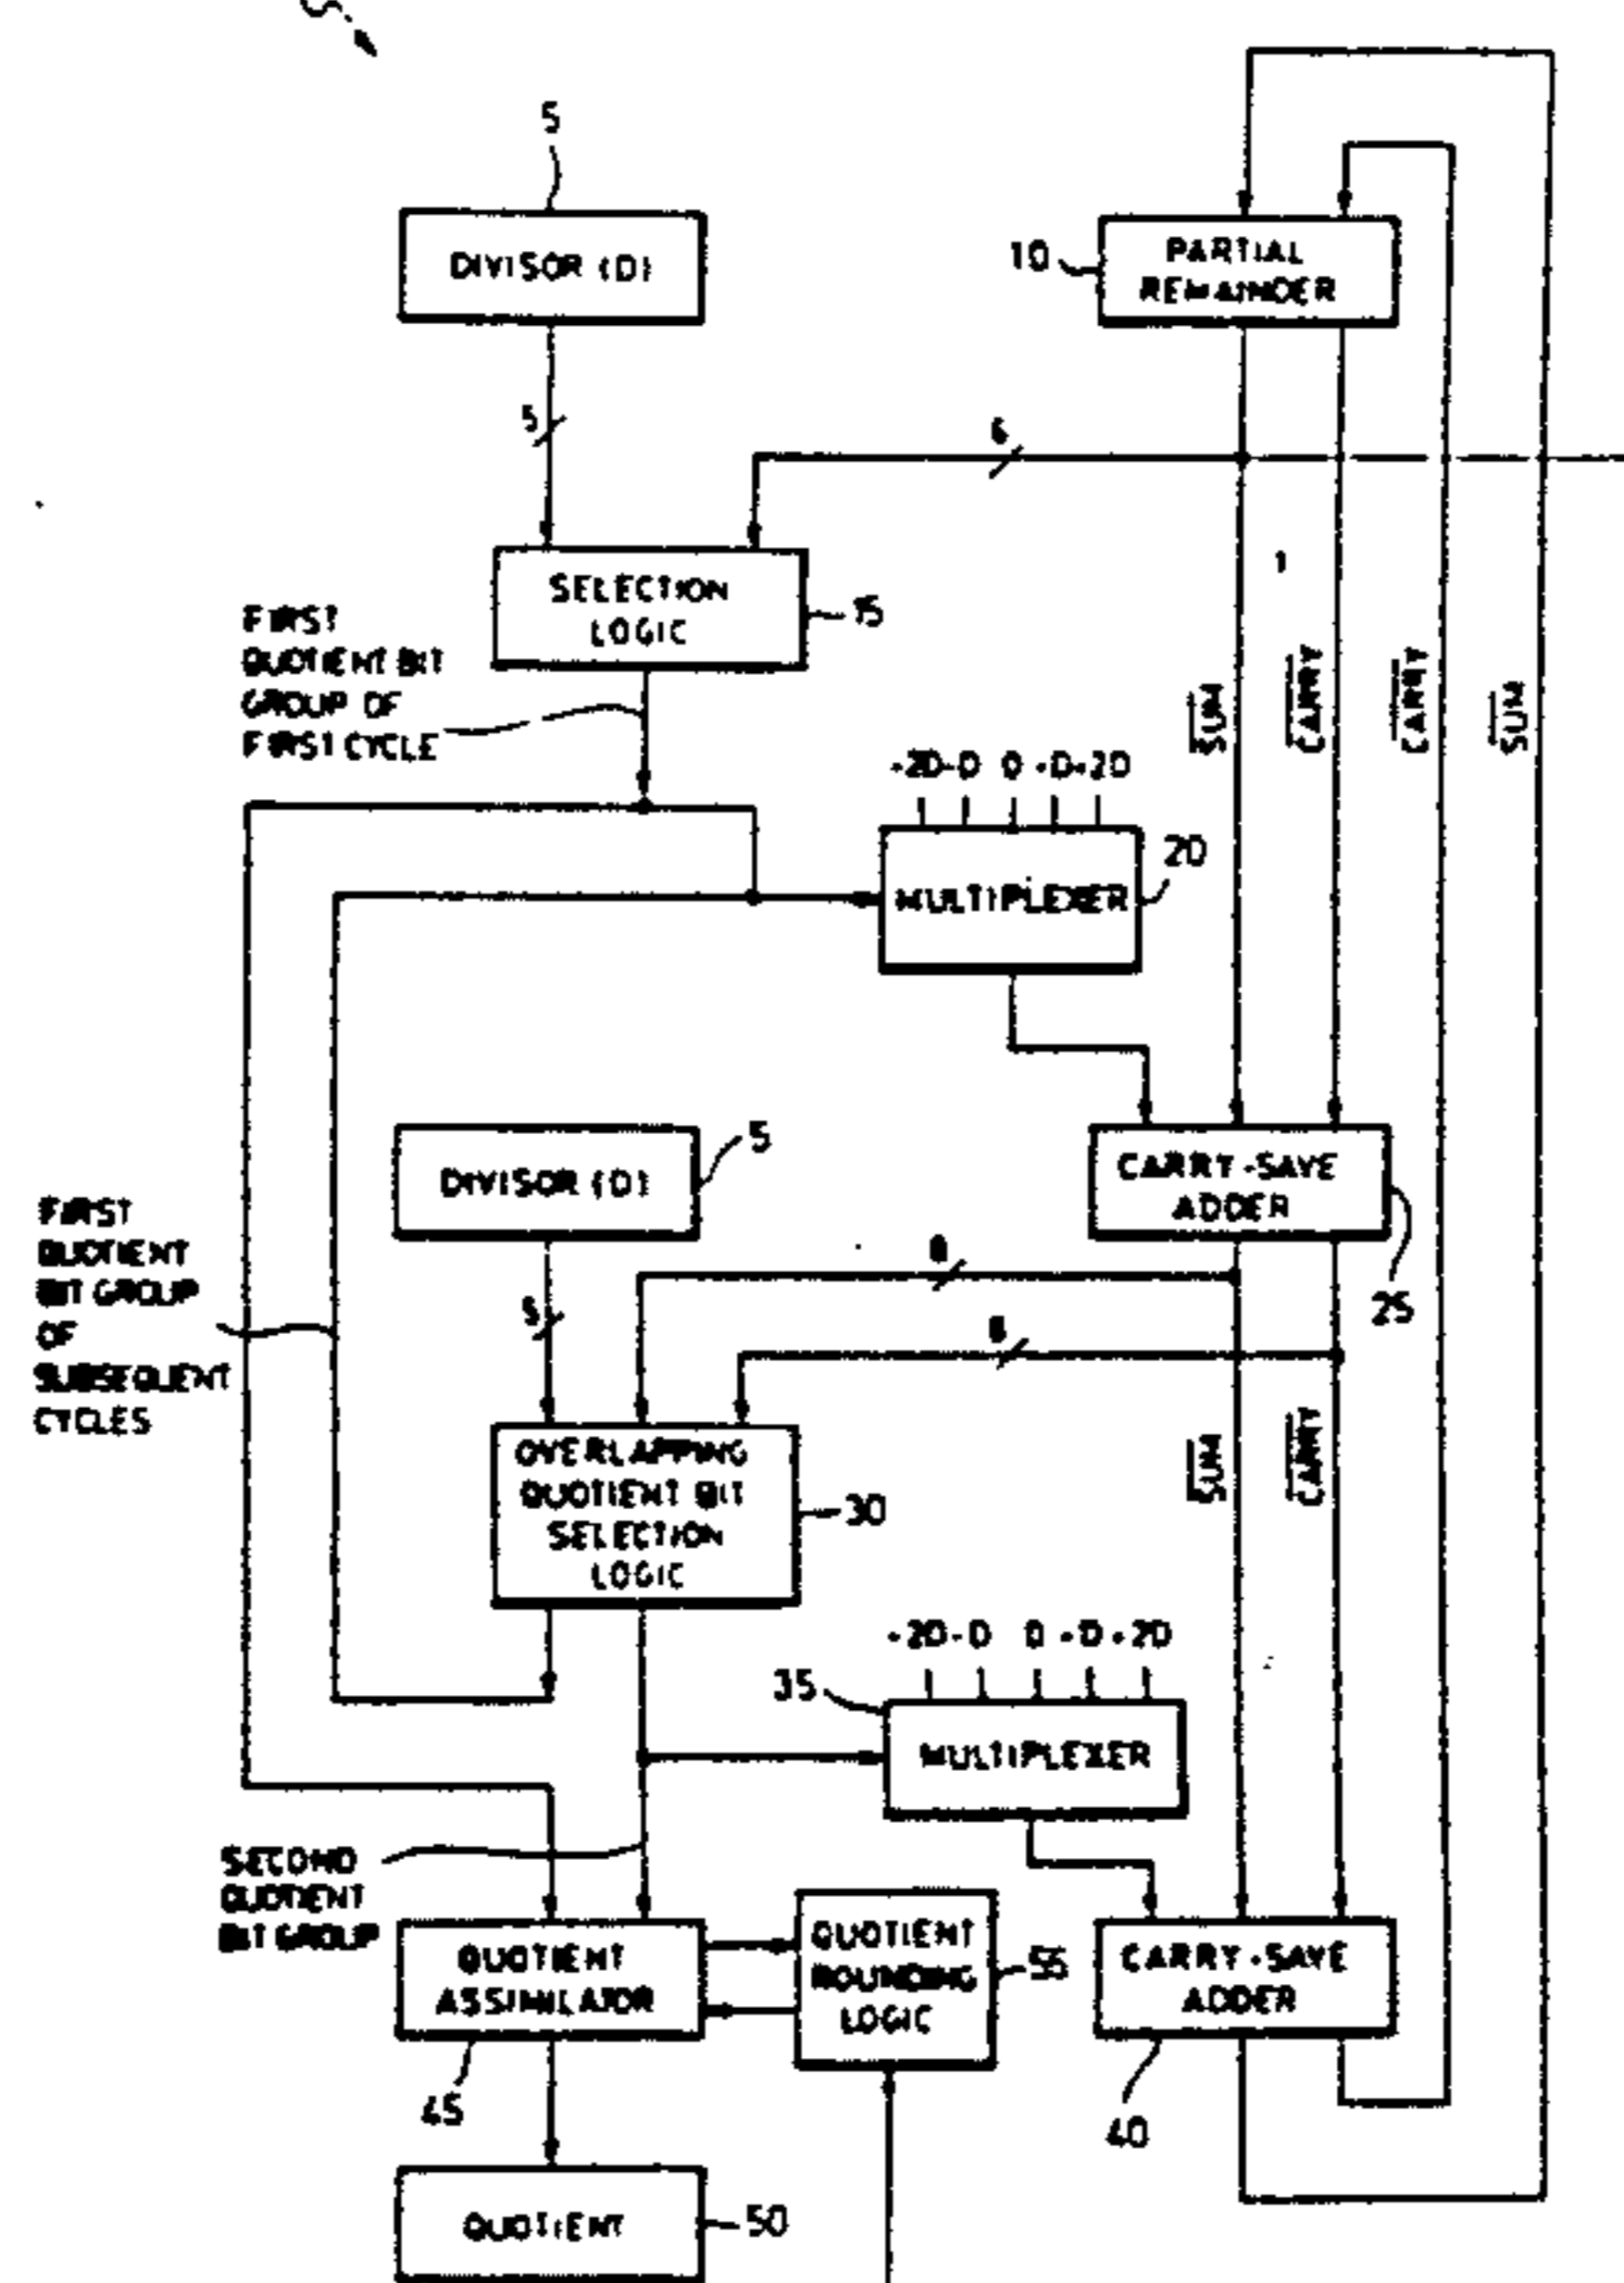 5
DIVISOR (D)
10
PARTIAL
REMAINDER
5
6
SELECTION
LOGIC
15
FIRST
QUOTIENT BIT
GROUP OF
FIRST CYCLE
1
SUM
CARRY
CARRY
SUM
-2D -D 0 +D +2D
MULTIPLEXER
20
DIVISOR (D)
5
CARRY-SAVE
ADDER
25
FIRST
QUOTIENT
BIT GROUP
OF
SUBSEQUENT
CYCLES
8
5
8
OVERLAPPING
QUOTIENT BIT
SELECTION
LOGIC
30
SUM
CARRY
-2D -D 0 +D +2D
35
MULTIPLEXER
SECOND
QUOTIENT
BIT GROUP
QUOTIENT
ASSIMILATOR
45
QUOTIENT
ROUNDING
LOGIC
55
CARRY-SAVE
ADDER
40
QUOTIENT
50